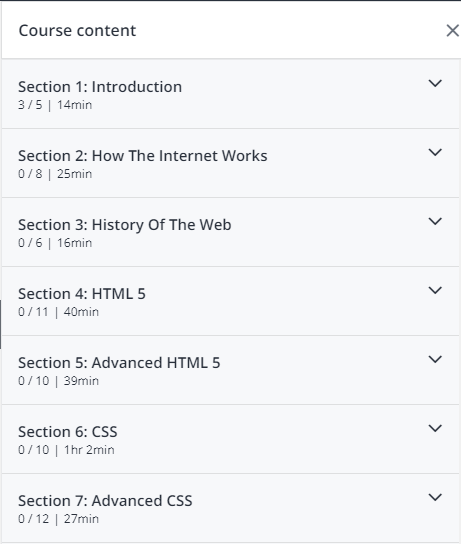 Course content
Section 1: Introduction
3 / 5 | 14min
Section 2: How The Internet Works
0 / 8 | 25min
Section 3: History Of The Web
0 / 6 | 16min
Section 4: HTML 5
0 / 11 | 40min
Section 5: Advanced HTML 5
0 / 10 | 39min
Section 6: CSS
0 / 10 | 1hr 2min
Section 7: Advanced CSS
0 / 12 | 27min